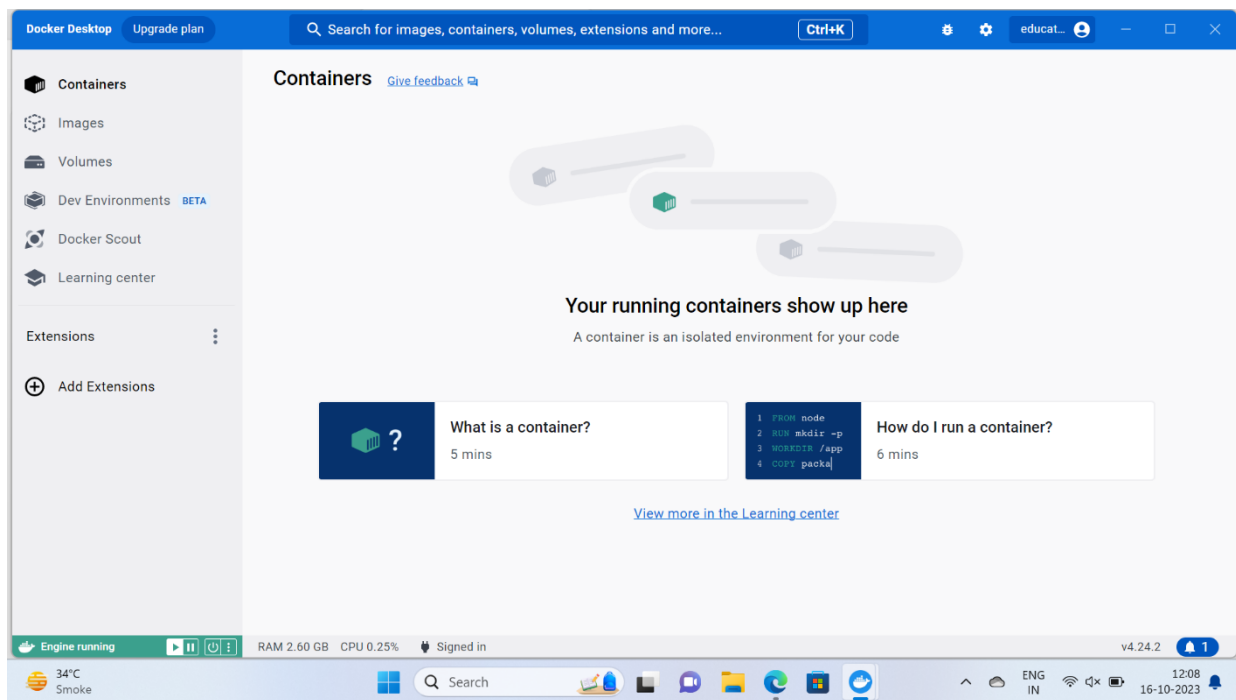 Docker Desktop Upgrade plan Search for images, containers, volumes, extensions and more... Ctrl+K educat...
Containers
Images
Volumes
Dev Environments BETA
Docker Scout
Learning center
Extensions
Add Extensions
Containers Give feedback
Your running containers show up here
A container is an isolated environment for your code
?
What is a container?
5 mins
1 FROM node
2 RUN mkdir -p
3 WORKDIR /app
4 COPY packa
How do I run a container?
6 mins
View more in the Learning center
Engine running RAM 2.60 GB CPU 0.25% Signed in v4.24.2 1
34°C
Smoke
Search
ENG
IN
12:08
16-10-2023